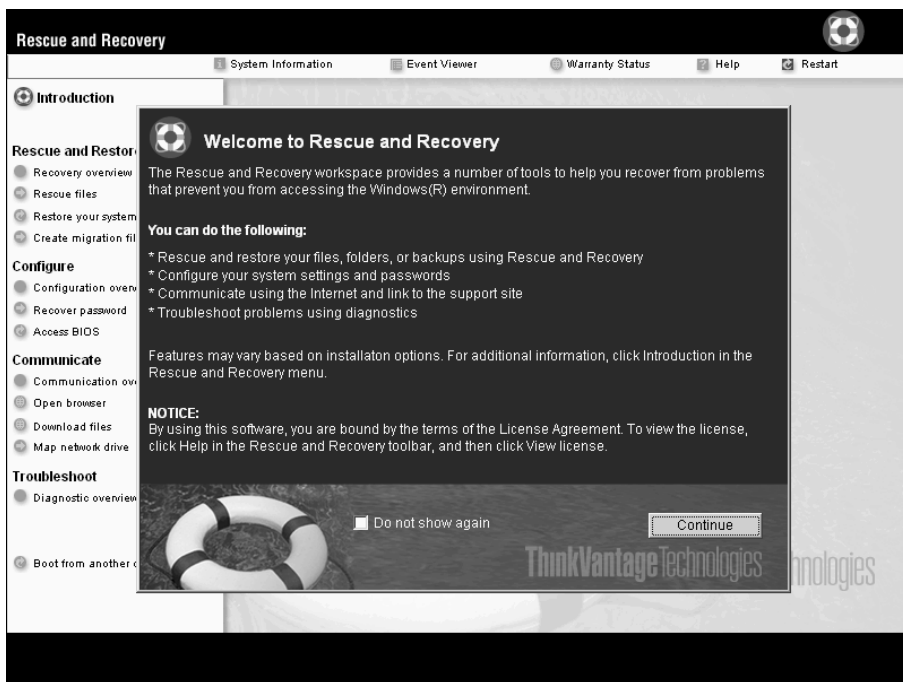 Rescue and Recovery
System Information
Event Viewer
Warranty Status
Help
Restart
Introduction
Rescue and Restor
Recovery overview
Rescue files
Restore your system
Create migration fil
Configure
Configuration overv
Recover password
Access BIOS
Communicate
Communication ov
Open browser
Download files
Map network drive
Troubleshoot
Diagnostic overview
Boot from another
Welcome to Rescue and Recovery
The Rescue and Recovery workspace provides a number of tools to help you recover from problems
that prevent you from accessing the Windows(R) environment.
You can do the following:
* Rescue and restore your files, folders, or backups using Rescue and Recovery
* Configure your system settings and passwords
* Communicate using the Internet and link to the support site
* Troubleshoot problems using diagnostics
Features may vary based on installaton options. For additional information, click Introduction in the
Rescue and Recovery menu.
NOTICE:
By using this software, you are bound by the terms of the License Agreement. To view the license,
click Help in the Rescue and Recovery toolbar, and then click View license.
Do not show again
Continue
ThinkVantage Technologies
hnologies